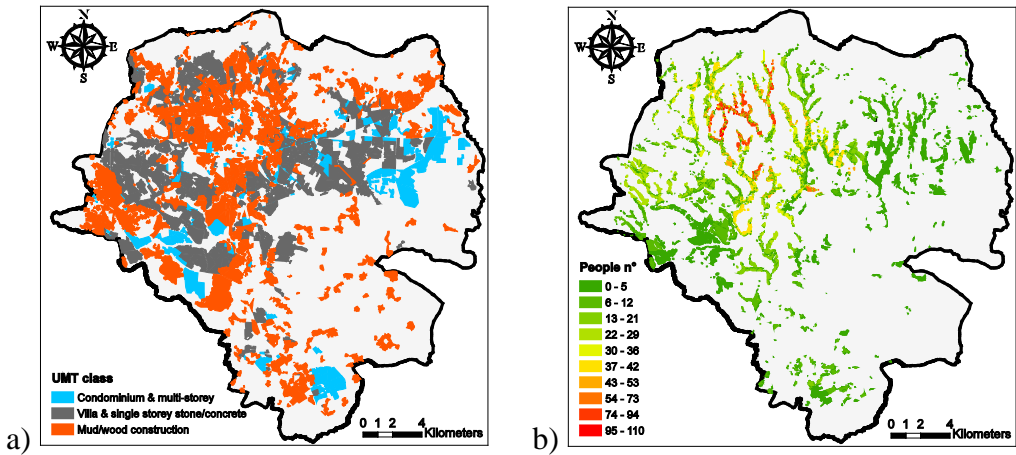 N
W E
S
UMT class
Condominium & multi-storey
Villa & single storey stone/concrete
Mud/wood construction
0 1 2 4
Kilometers
a)
N
W E
S
People n°
0 - 5
6 - 12
13 - 21
22 - 29
30 - 36
37 - 42
43 - 53
54 - 73
74 - 94
95 - 110
0 1 2 4
Kilometers
b)